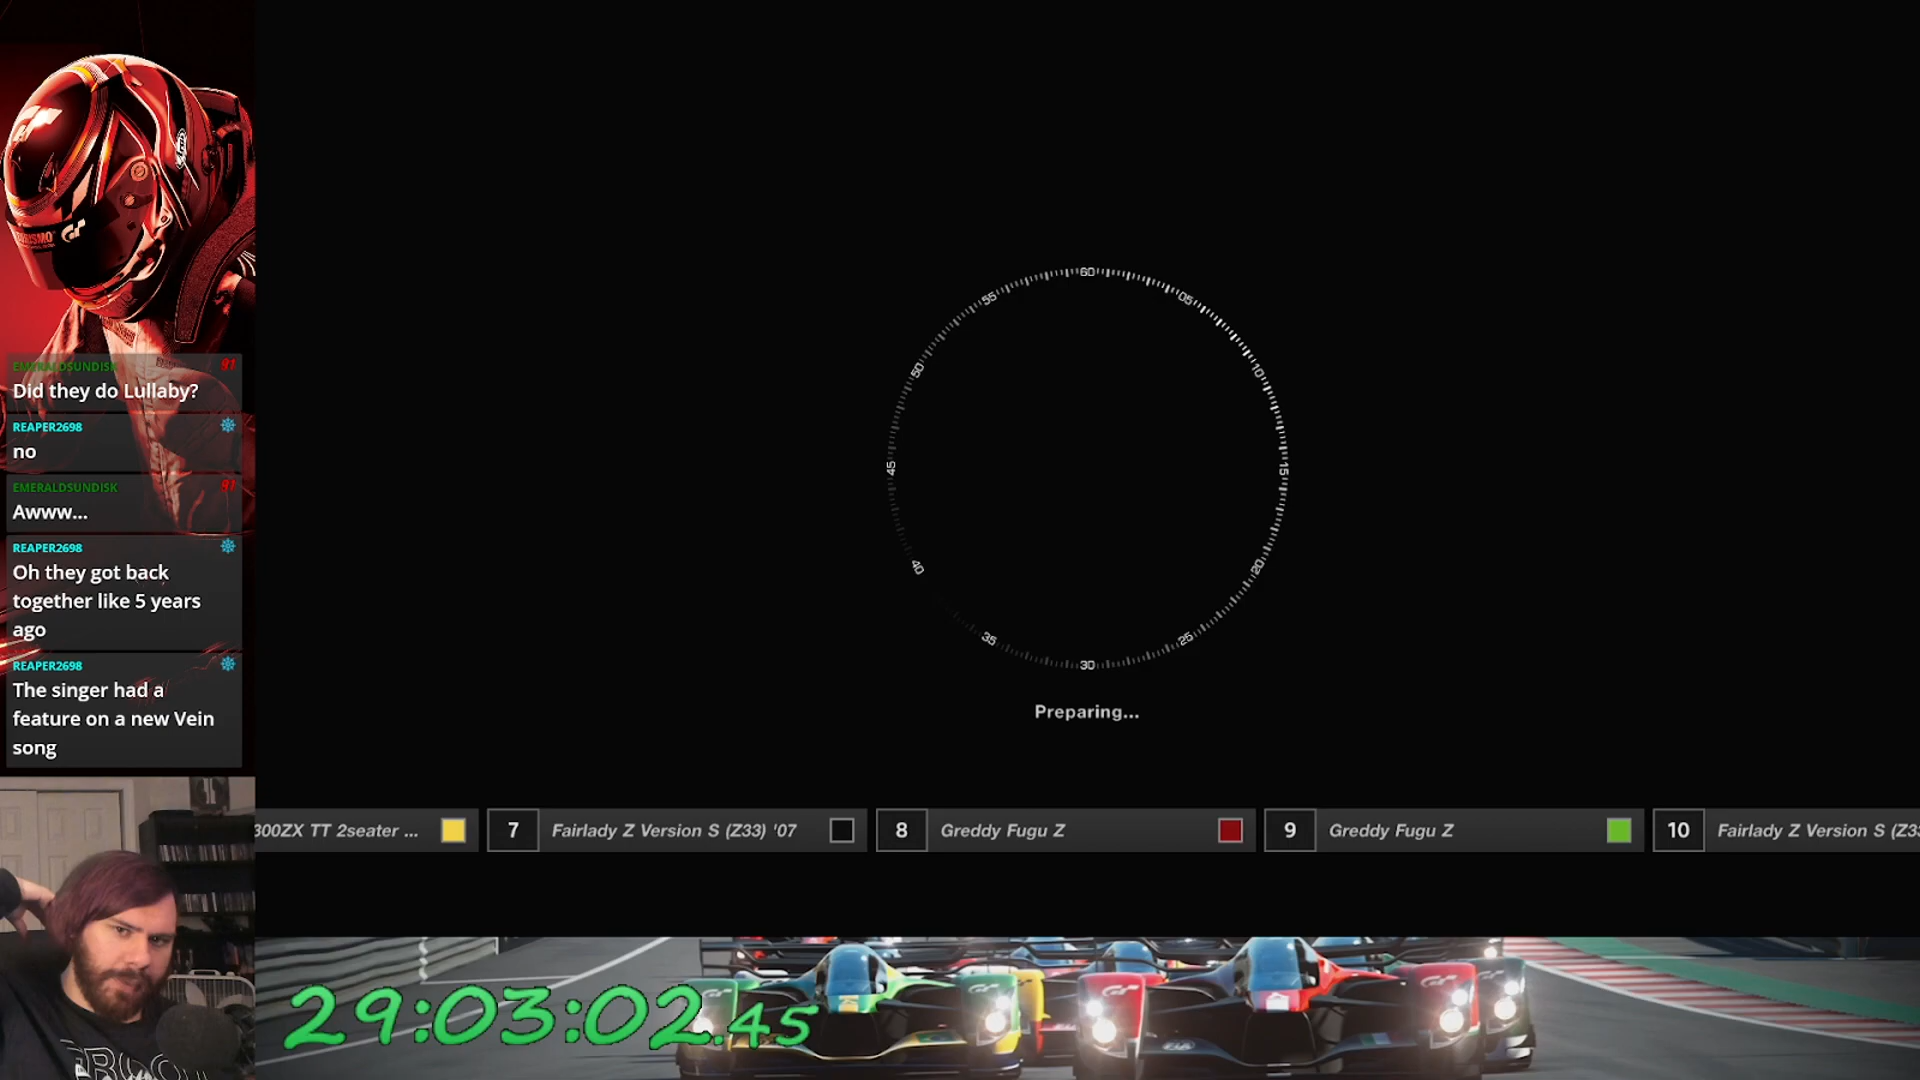 EMERALDSUNDISK
Did they do Lullaby?
REAPER2698
no
EMERALDSUNDISK
Awww...
REAPER2698
Oh they got back
together like 5 years
ago
REAPER2698
The singer had a
feature on a new Vein
song
60
55
05
50
10
45
15
40
20
35
25
30
Preparing...
300ZX TT 2seater ...
7
Fairlady Z Version S (Z33) '07
8
Greddy Fugu Z
9
Greddy Fugu Z
10
Fairlady Z Version S
29:03:02.45